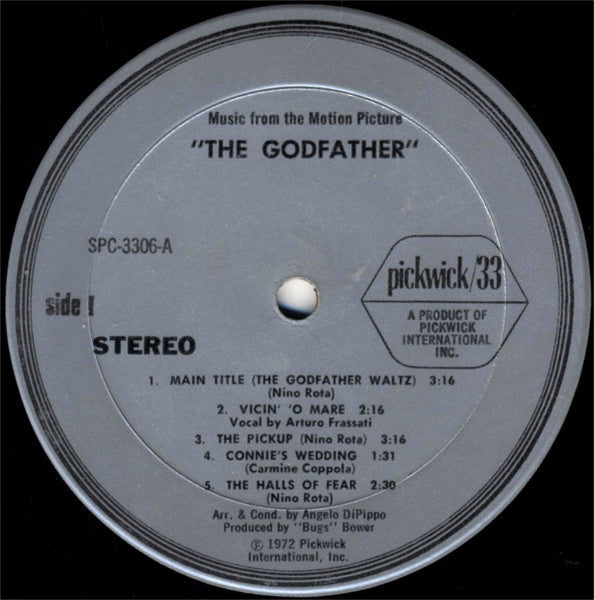 Music from the Motion Picture
"THE GODFATHER"
SPC-3306-A
side 1
STEREO
pickwick/33
A PRODUCT OF
PICKWICK
INTERNATIONAL
INC.
1. MAIN TITLE (THE GODFATHER WALTZ) 3:16
(Nino Rota)
2. VICIN' 'O MARE 2:16
Vocal by Arturo Frassati
3. THE PICKUP (Nino Rota) 3:16
4. CONNIE'S WEDDING 1:31
(Carmine Coppola)
5. THE HALLS OF FEAR 2:30
(Nino Rota)
Arr. & Cond. by Angelo DiPippo
Produced by "Bugs" Bower
℗ 1972 Pickwick
International, Inc.